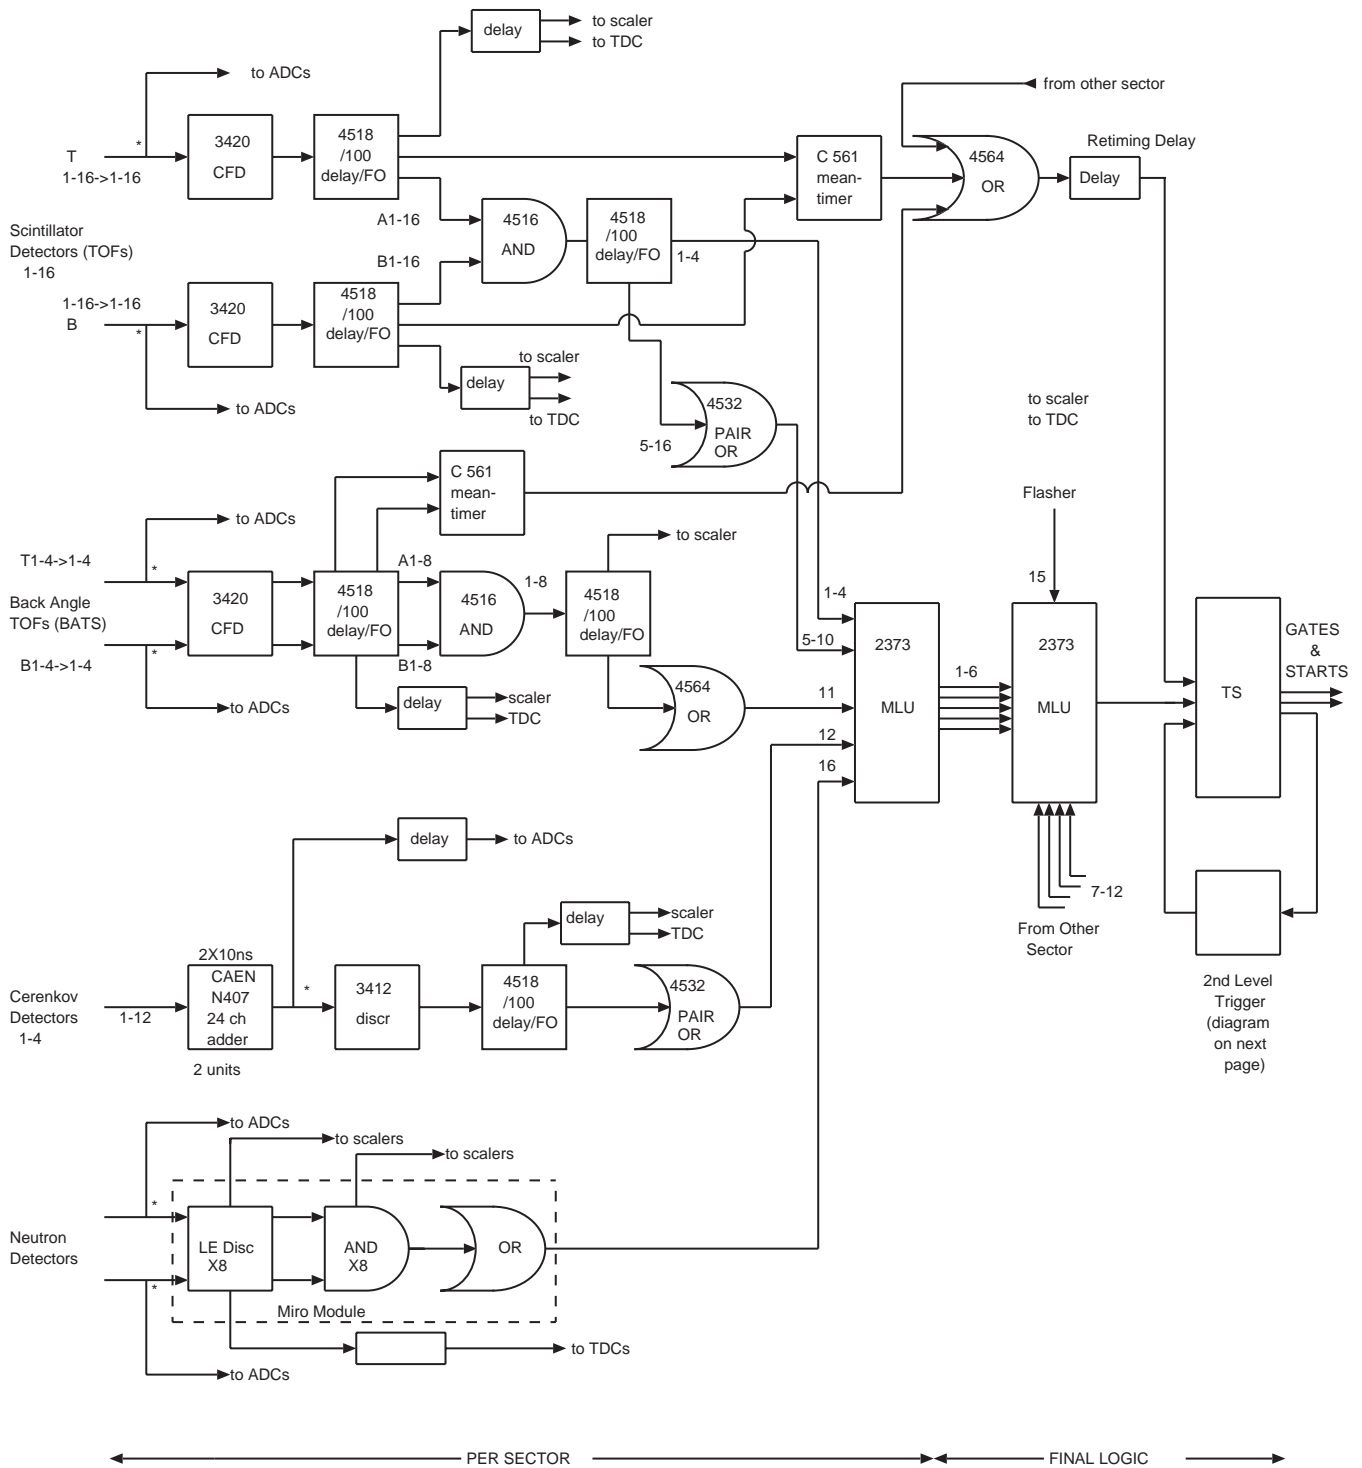 delay
to scaler
to TDC
to ADCs
from other sector
*
3420
CFD
4518
/100
delay/FO
T
1-16->1-16
C 561
mean-
timer
4564
OR
Retiming Delay
Delay
A1-16
4516
AND
4518
/100
delay/FO
1-4
Scintillator
Detectors (TOFs)
1-16
B1-16
1-16->1-16
B
*
3420
CFD
4518
/100
delay/FO
to scaler
delay
to TDC
to ADCs
4532
PAIR
OR
5-16
to scaler
to TDC
C 561
mean-
timer
Flasher
to ADCs
to scaler
T1-4->1-4
*
3420
CFD
4518
/100
delay/FO
A1-8
4516
AND
1-8
4518
/100
delay/FO
15
1-4
Back Angle
TOFs (BATS)
B1-4->1-4
*
B1-8
5-10
2373
MLU
1-6
2373
MLU
TS
GATES
&
STARTS
to ADCs
delay
scaler
TDC
4564
OR
11
12
16
delay
to ADCs
7-12
From Other
Sector
delay
scaler
TDC
2X10ns
CAEN
N407
24 ch
adder
2 units
Cerenkov
Detectors
1-4
1-12
*
3412
discr
4518
/100
delay/FO
4532
PAIR
OR
2nd Level
Trigger
(diagram
on next
page)
to ADCs
to scalers
to scalers
*
Neutron
Detectors
LE Disc
X8
AND
X8
OR
*
Miro Module
to TDCs
to ADCs
PER SECTOR
FINAL LOGIC